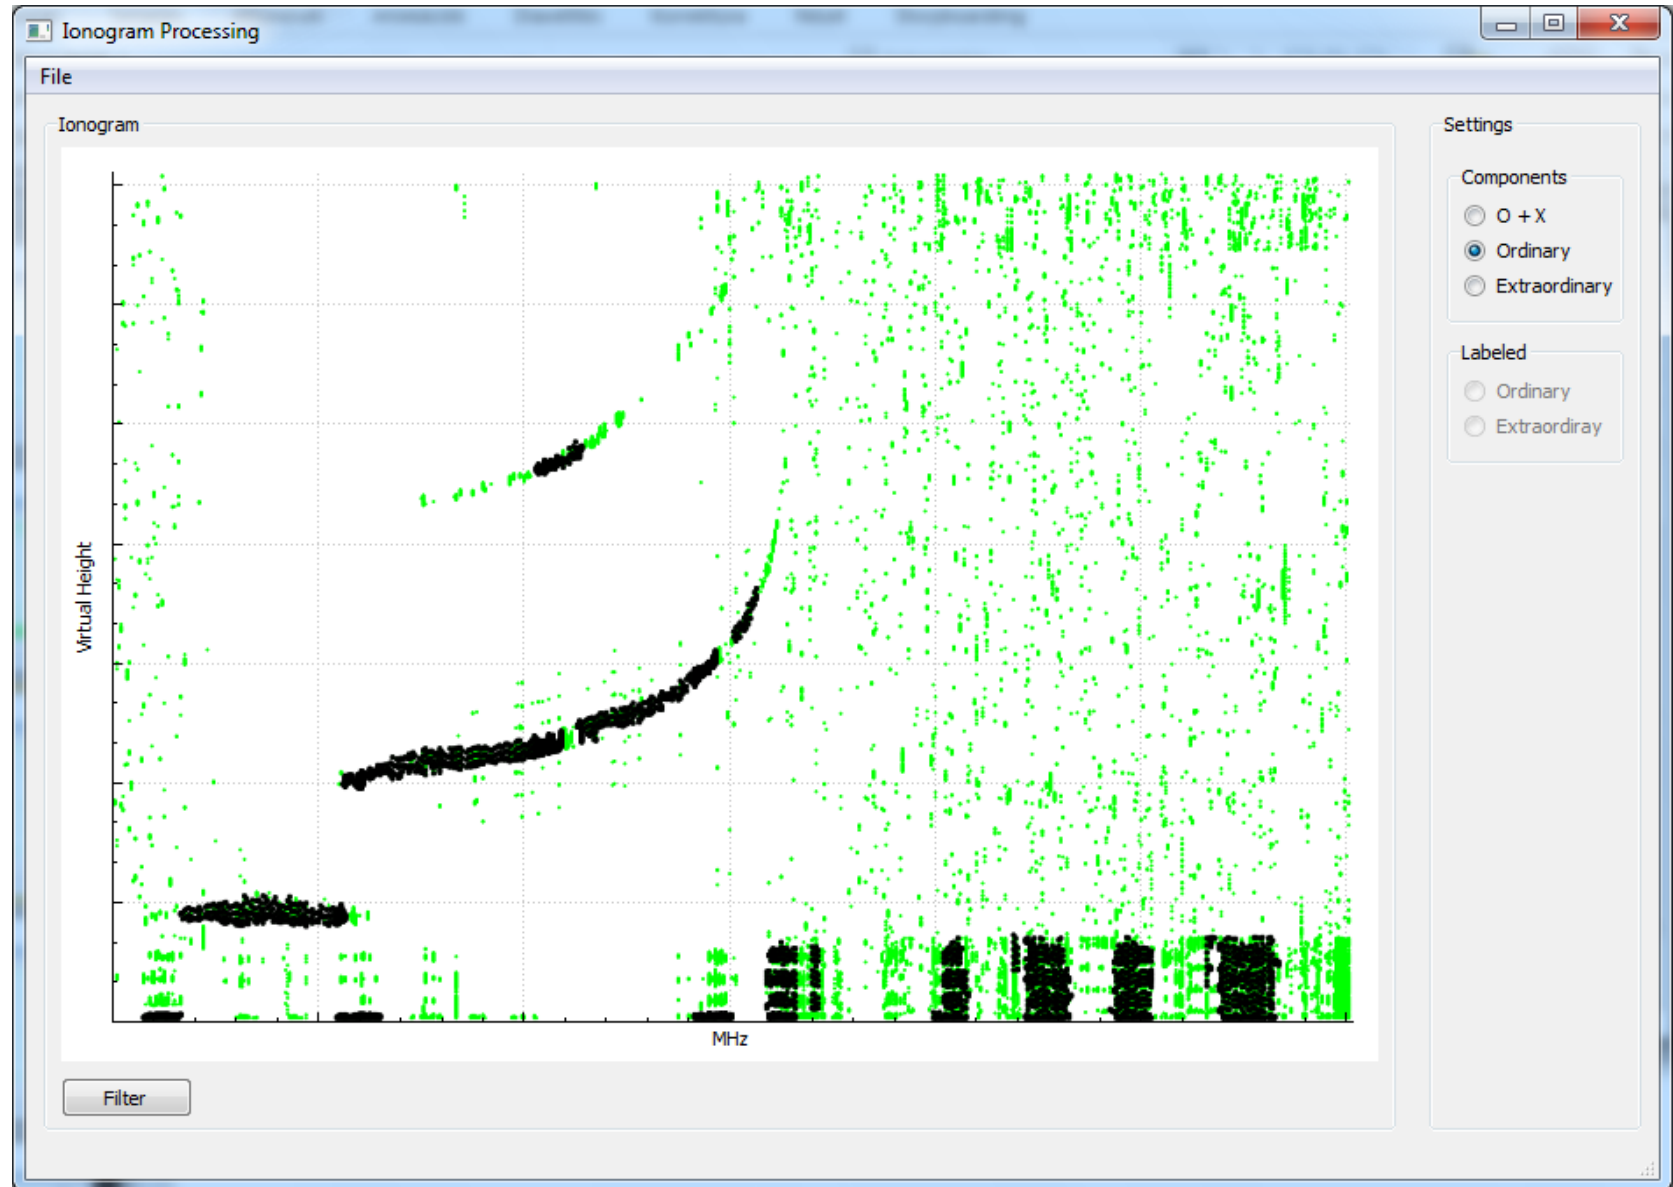 Ionogram Processing
File
Ionogram
Settings
Components
O + X
Ordinary
Extraordinary
Labeled
Ordinary
Extraordiray
Virtual Height
MHz
Filter